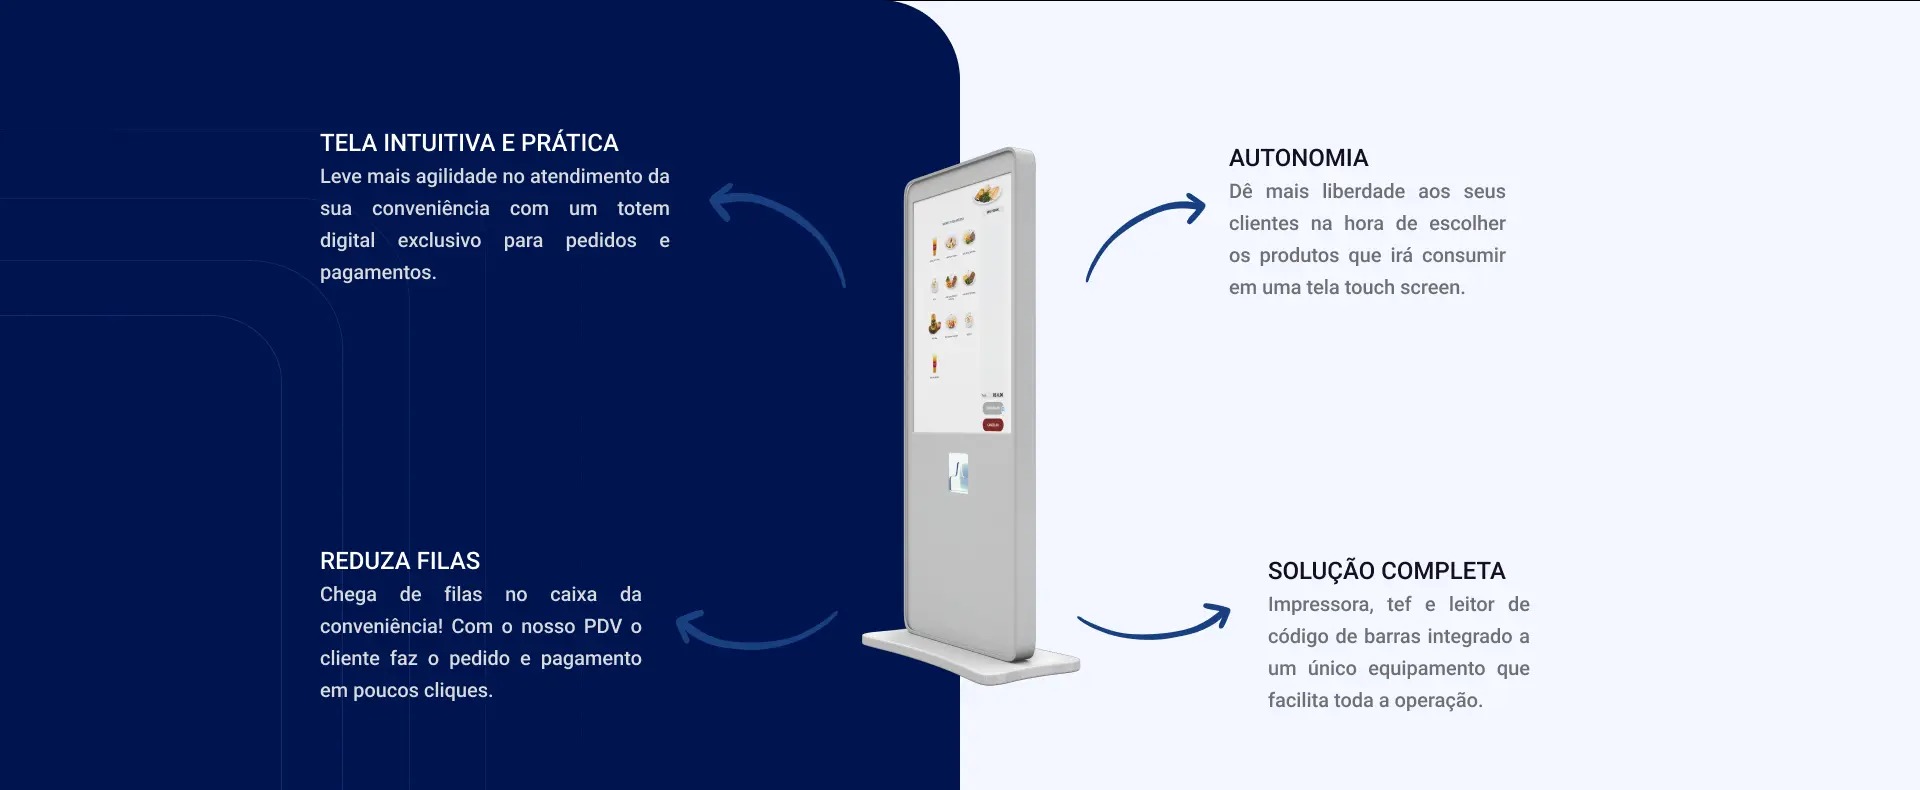 TELA INTUITIVA E PRÁTICA
Leve mais agilidade no atendimento da
sua conveniência com um totem
digital exclusivo para pedidos e
pagamentos.
AUTONOMIA
Dê mais liberdade aos seus
clientes na hora de escolher
os produtos que irá consumir
em uma tela touch screen.
REDUZA FILAS
Chega de filas no caixa da
conveniência! Com o nosso PDV o
cliente faz o pedido e pagamento
em poucos cliques.
SOLUÇÃO COMPLETA
Impressora, tef e leitor de
código de barras integrado a
um único equipamento que
facilita toda a operação.